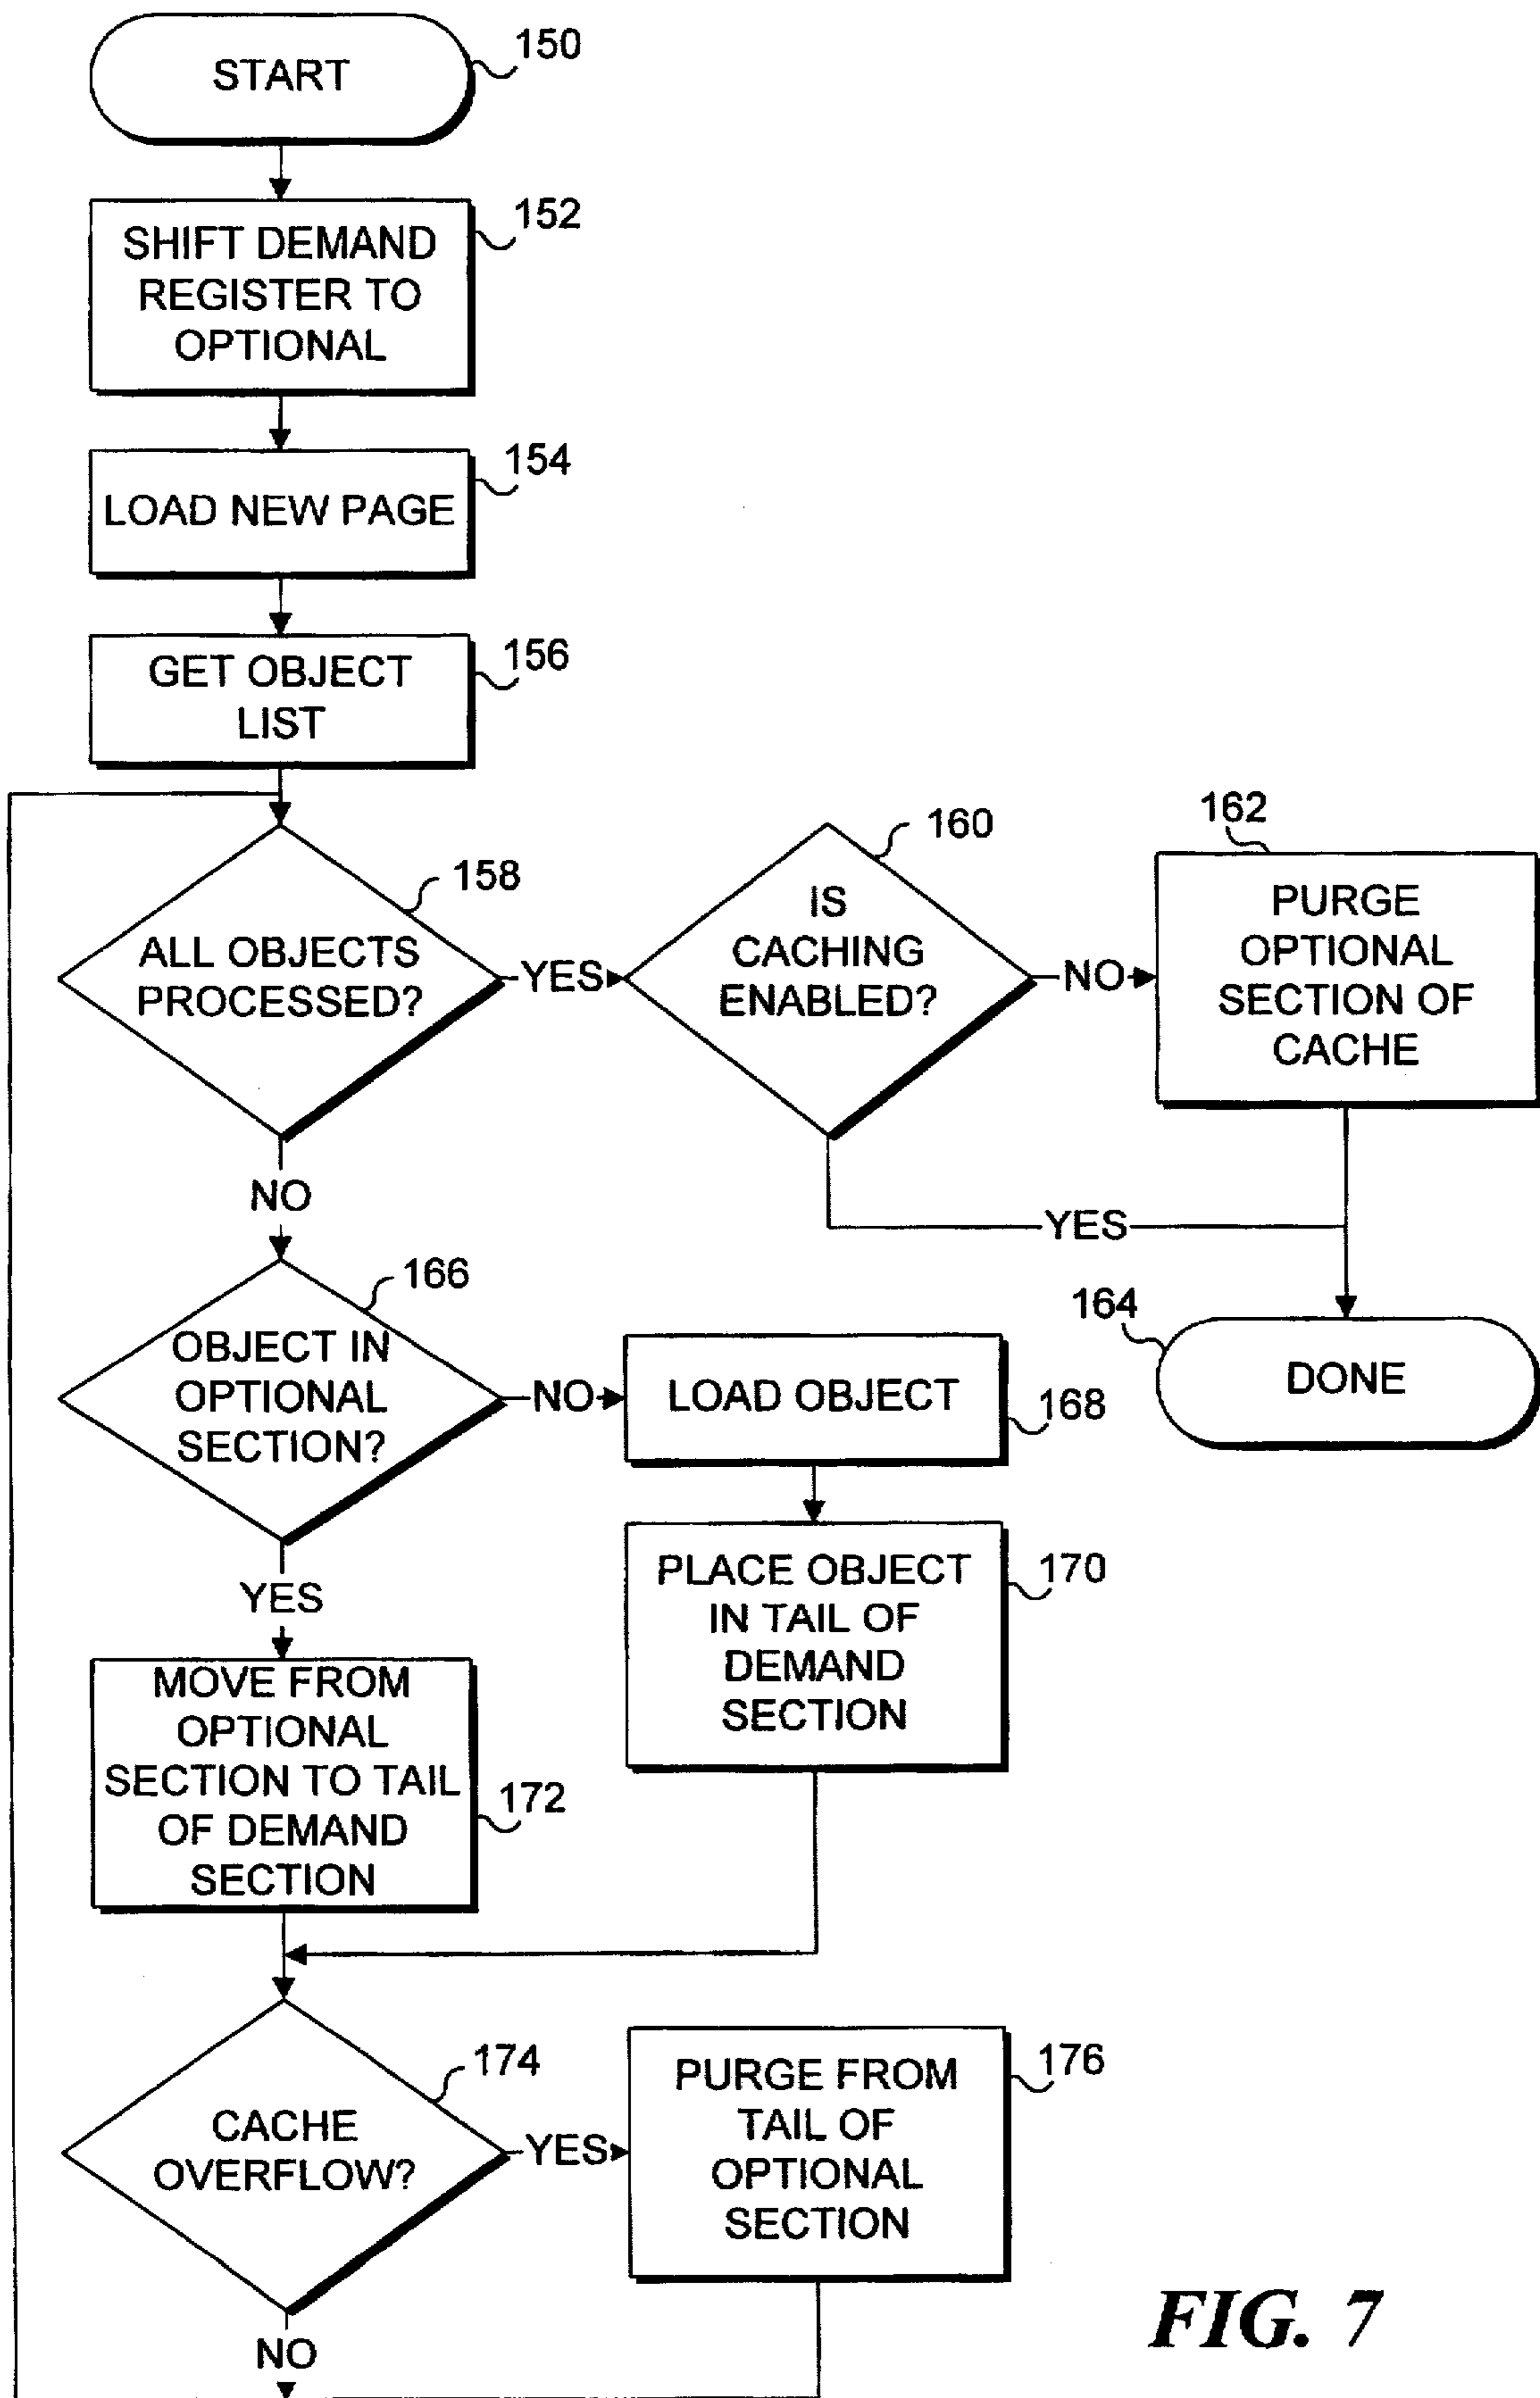 START
150
SHIFT DEMAND
REGISTER TO
OPTIONAL
152
LOAD NEW PAGE
154
GET OBJECT
LIST
156
ALL OBJECTS
PROCESSED?
158
YES
IS
CACHING
ENABLED?
160
NO
PURGE
OPTIONAL
SECTION OF
CACHE
162
YES
DONE
164
NO
OBJECT IN
OPTIONAL
SECTION?
166
NO
LOAD OBJECT
168
PLACE OBJECT
IN TAIL OF
DEMAND
SECTION
170
YES
MOVE FROM
OPTIONAL
SECTION TO TAIL
OF DEMAND
SECTION
172
CACHE
OVERFLOW?
174
YES
PURGE FROM
TAIL OF
OPTIONAL
SECTION
176
NO
FIG. 7